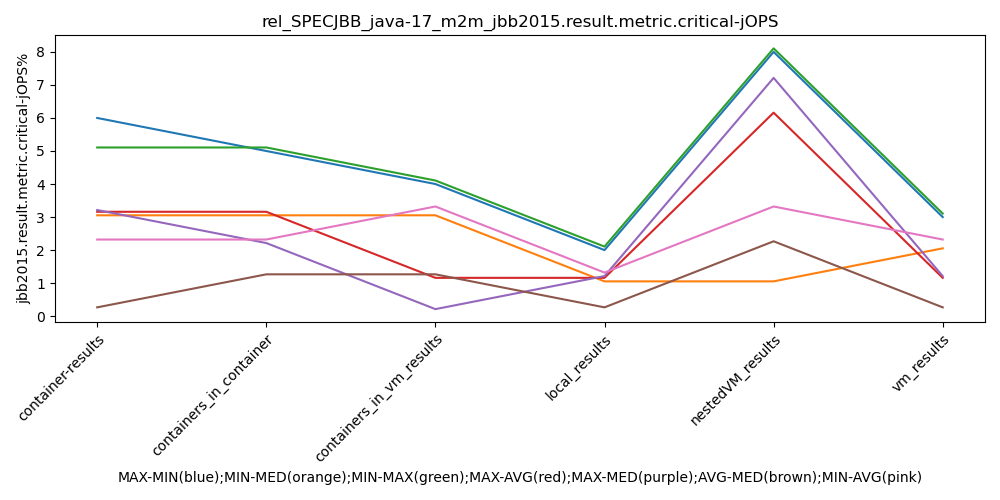 rel_SPECJBB_java-17_m2m_jbb2015.result.metric.critical-jOPS
jbb2015.result.metric.critical-jOPS%
8
7
6
5
4
3
2
1
0
container-results
containers_in_container
containers_in_vm_results
local_results
nestedVM_results
vm_results
MAX-MIN(blue);MIN-MED(orange);MIN-MAX(green);MAX-AVG(red);MAX-MED(purple);AVG-MED(brown);MIN-AVG(pink)